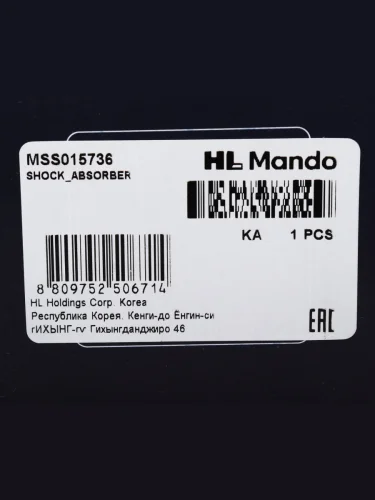 MSS015736
HL Mando
SHOCK_ABSORBER
KA 1 PCS
8 809752 506714
HL Holdings Corp. Korea
Республика Корея. Кенги-до Ёнгин-си
гИХЫНГ-гу Гихынгданджиро 46
EAC